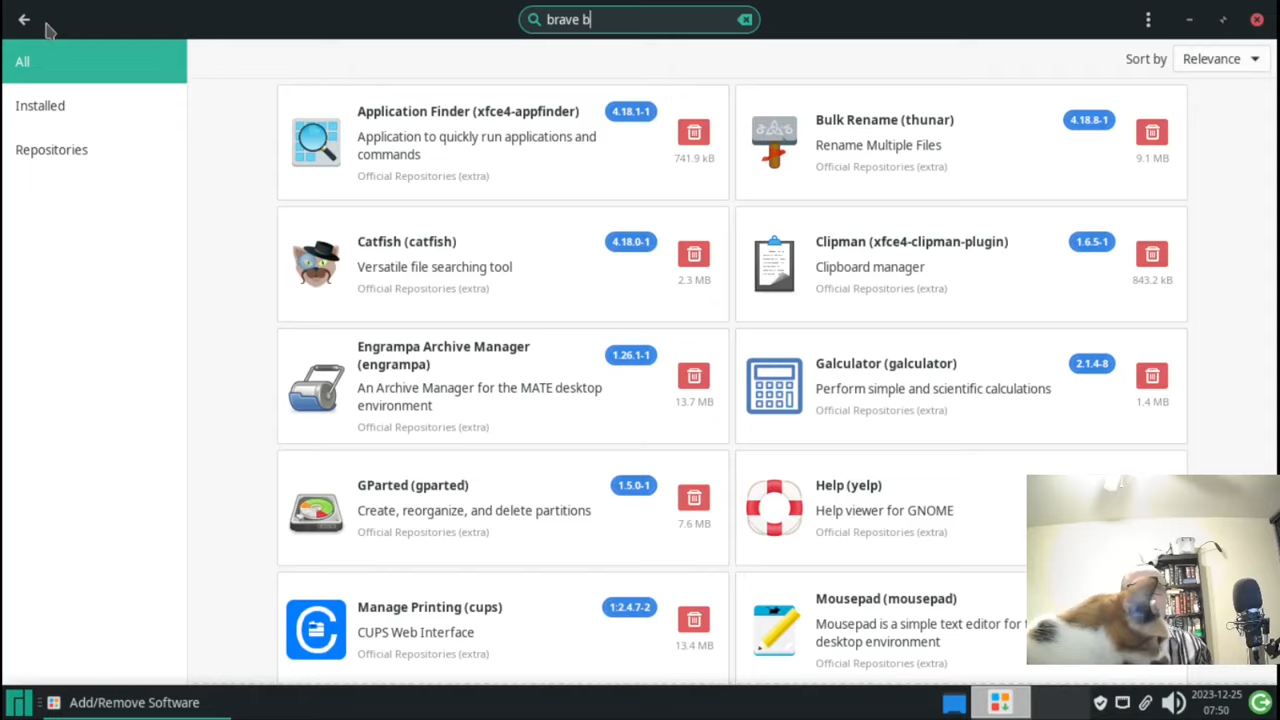 brave b
All
Installed
Repositories
Sort by Relevance
Application Finder (xfce4-appfinder)
4.18.1-1
Application to quickly run applications and
commands
Official Repositories (extra)
741.9 kB
Bulk Rename (thunar)
4.18.8-1
Rename Multiple Files
Official Repositories (extra)
9.1 MB
Catfish (catfish)
4.18.0-1
Versatile file searching tool
Official Repositories (extra)
2.3 MB
Clipman (xfce4-clipman-plugin)
1.6.5-1
Clipboard manager
Official Repositories (extra)
843.2 kB
Engrampa Archive Manager
(engrampa)
1.26.1-1
An Archive Manager for the MATE desktop
environment
Official Repositories (extra)
13.7 MB
Galculator (galculator)
2.1.4-8
Perform simple and scientific calculations
Official Repositories (extra)
1.4 MB
GParted (gparted)
1.5.0-1
Create, reorganize, and delete partitions
Official Repositories (extra)
7.6 MB
Help (yelp)
Help viewer for GNOME
Official Repositories (extra)
Manage Printing (cups)
1:2.4.7-2
CUPS Web Interface
Official Repositories (extra)
13.4 MB
Mousepad (mousepad)
Mousepad is a simple text editor for
desktop environment
Official Repositories (extra)
Add/Remove Software
2023-12-25
07:50